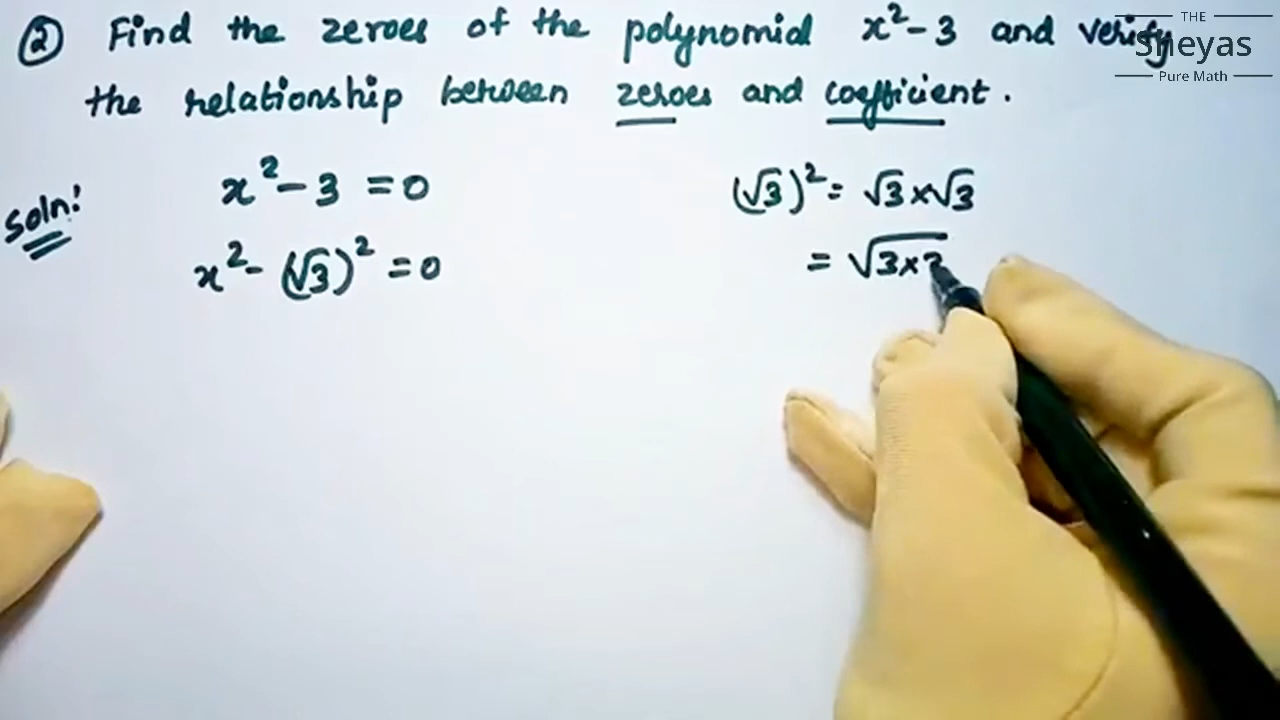 ② Find the zeroes of the polynomial x² - 3 and verify
the relationship between zeroes and coefficient.
Soln!
x² - 3 = 0
x² - (√3)² = 0
(√3)² = √3 × √3
= √3×3
THE
Sneyas
Pure Math